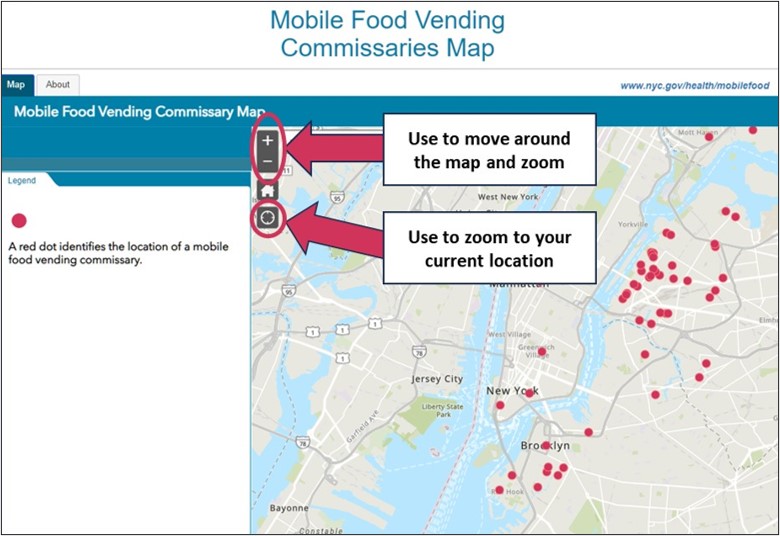 Mobile Food Vending
Commissaries Map
Map
About
www.nyc.gov/health/mobilefood
Mobile Food Vending Commissary Map
+
−
Use to move around
the map and zoom
Legend
A red dot identifies the location of a mobile
food vending commissary.
Use to zoom to your
current location
Mott Haven
95
West New York
Yorkville
Manhattan
95
1
1
1
1
78
West Village
Greenwich
Village
Jersey City
New York
Liberty State
Park
Garfield Ave
78
Brooklyn
Hook
Bayonne
Constable